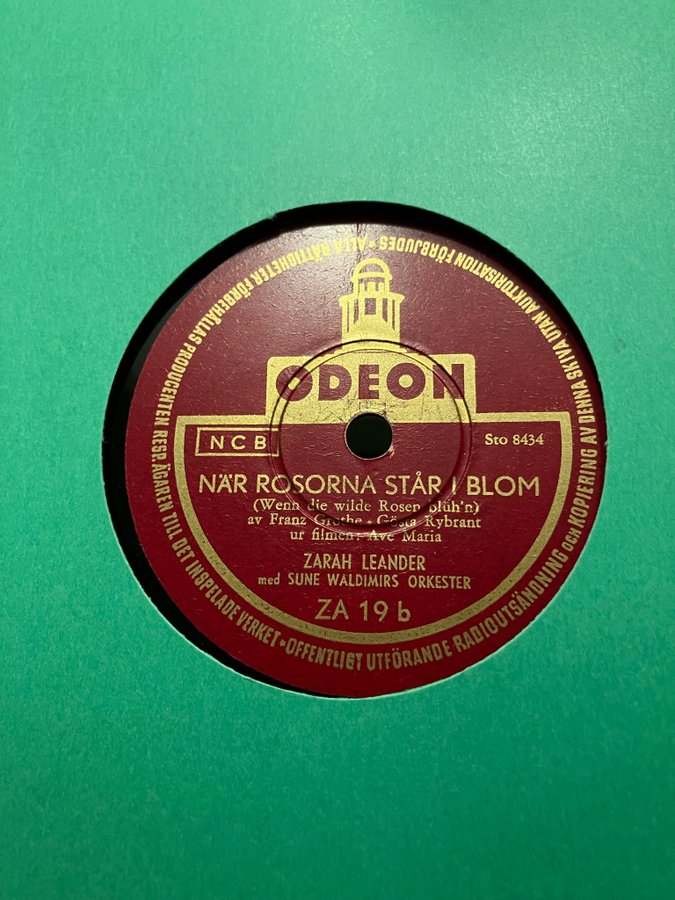 ODEON
NCB
Sto 8434
NÄR ROSORNA STÅR I BLOM
(Wenn die wilde Rosen blüh'n)
av Franz Grothe - Gösta Rybrant
ur filmen: Ave Maria
ZARAH LEANDER
med SUNE WALDIMIRS ORKESTER
ZA 19 b
ALLA RÄTTIGHETER FÖRBEHÅLLAS PRODUCENTEN RESP. ÄGAREN TILL DET INSPELADE VERKET • OFFENTLIGT UTFÖRANDE RADIOUTSÄNDNING OCH KOPIERING AV DENNA SKIVA UTAN AUKTORISATION FÖRBJUDES •